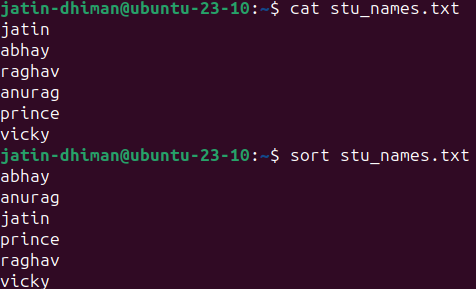 jatin-dhiman@ubuntu-23-10:~$ cat stu_names.txt
jatin
abhay
raghav
anurag
prince
vicky
jatin-dhiman@ubuntu-23-10:~$ sort stu_names.txt
abhay
anurag
jatin
prince
raghav
vicky